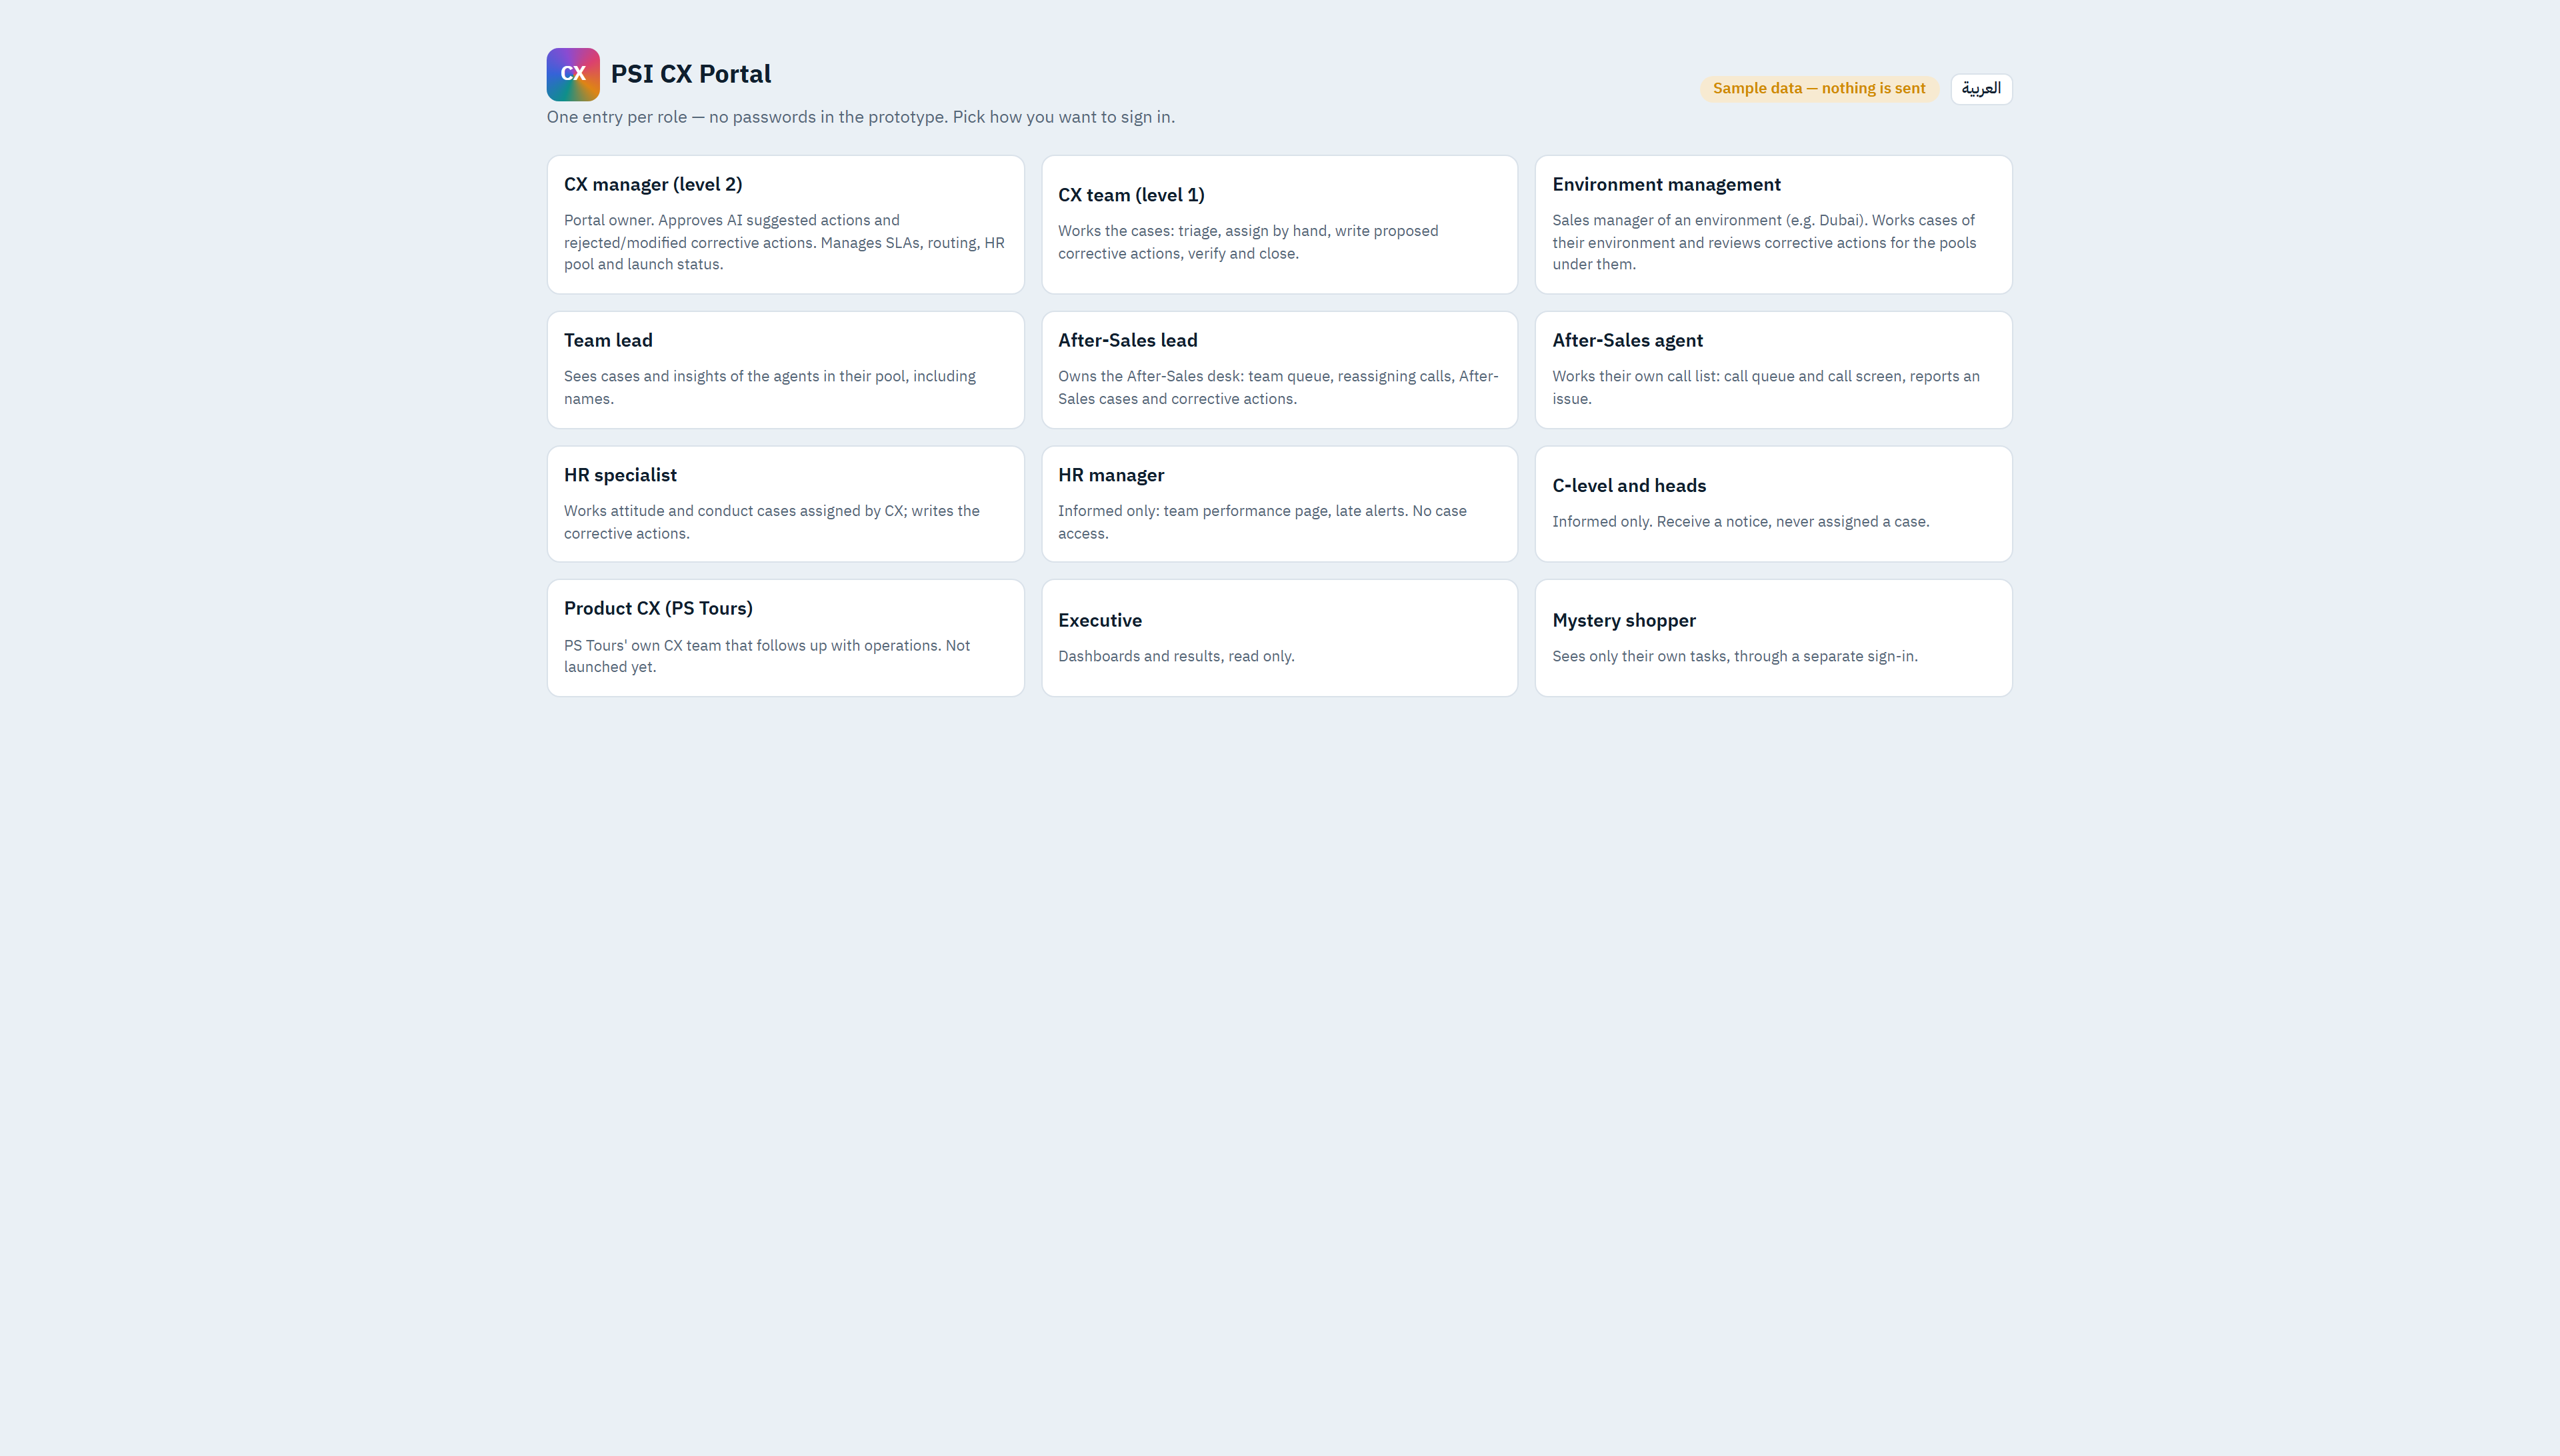 CX
PSI CX Portal
Sample data — nothing is sent
العربية
One entry per role — no passwords in the prototype. Pick how you want to sign in.
CX manager (level 2)
Portal owner. Approves AI suggested actions and
rejected/modified corrective actions. Manages SLAs, routing, HR
pool and launch status.
CX team (level 1)
Works the cases: triage, assign by hand, write proposed
corrective actions, verify and close.
Environment management
Sales manager of an environment (e.g. Dubai). Works cases of
their environment and reviews corrective actions for the pools
under them.
Team lead
Sees cases and insights of the agents in their pool, including
names.
After-Sales lead
Owns the After-Sales desk: team queue, reassigning calls, After-
Sales cases and corrective actions.
After-Sales agent
Works their own call list: call queue and call screen, reports an
issue.
HR specialist
Works attitude and conduct cases assigned by CX; writes the
corrective actions.
HR manager
Informed only: team performance page, late alerts. No case
access.
C-level and heads
Informed only. Receive a notice, never assigned a case.
Product CX (PS Tours)
PS Tours' own CX team that follows up with operations. Not
launched yet.
Executive
Dashboards and results, read only.
Mystery shopper
Sees only their own tasks, through a separate sign-in.